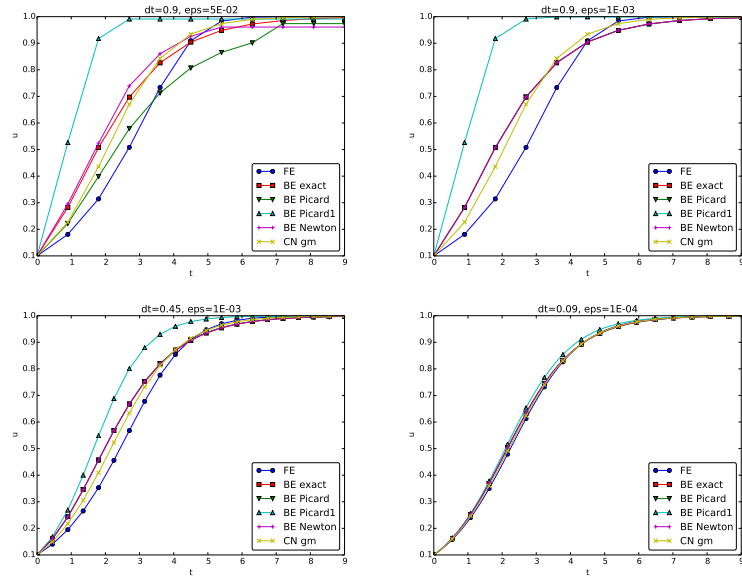 dt=0.9, eps=5E-02
1.0
0.9
0.8
0.7
0.6
0.5
0.4
0.3
0.2
0.1
u
FE
BE exact
BE Picard
BE Picard1
BE Newton
CN gm
0 1 2 3 4 5 6 7 8 9
t
dt=0.9, eps=1E-03
1.0
0.9
0.8
0.7
0.6
0.5
0.4
0.3
0.2
0.1
u
FE
BE exact
BE Picard
BE Picard1
BE Newton
CN gm
0 1 2 3 4 5 6 7 8 9
t
dt=0.45, eps=1E-03
1.0
0.9
0.8
0.7
0.6
0.5
0.4
0.3
0.2
0.1
u
FE
BE exact
BE Picard
BE Picard1
BE Newton
CN gm
0 1 2 3 4 5 6 7 8 9
t
dt=0.09, eps=1E-04
1.0
0.9
0.8
0.7
0.6
0.5
0.4
0.3
0.2
0.1
u
FE
BE exact
BE Picard
BE Picard1
BE Newton
CN gm
0 1 2 3 4 5 6 7 8 9
t